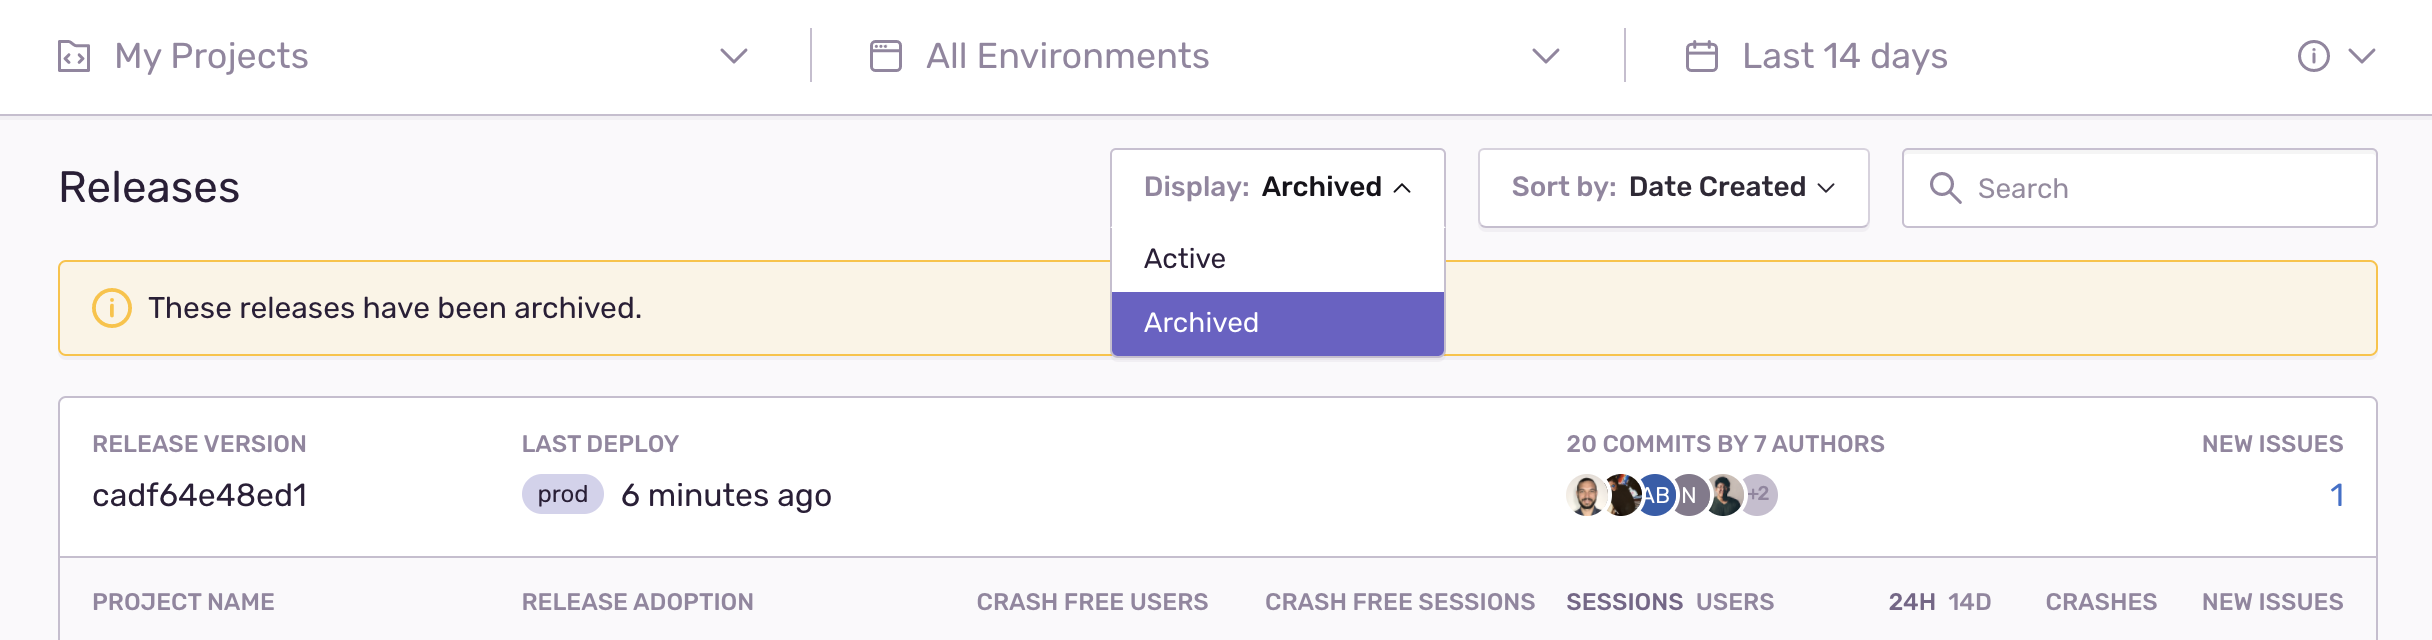 My Projects
All Environments
Last 14 days
Releases
Display: Archived
Sort by: Date Created
Search
Active
Archived
These releases have been archived.
RELEASE VERSION
LAST DEPLOY
20 COMMITS BY 7 AUTHORS
NEW ISSUES
cadf64e48ed1
prod 6 minutes ago
AB N +2
1
PROJECT NAME
RELEASE ADOPTION
CRASH FREE USERS
CRASH FREE SESSIONS
SESSIONS USERS
24H 14D
CRASHES
NEW ISSUES